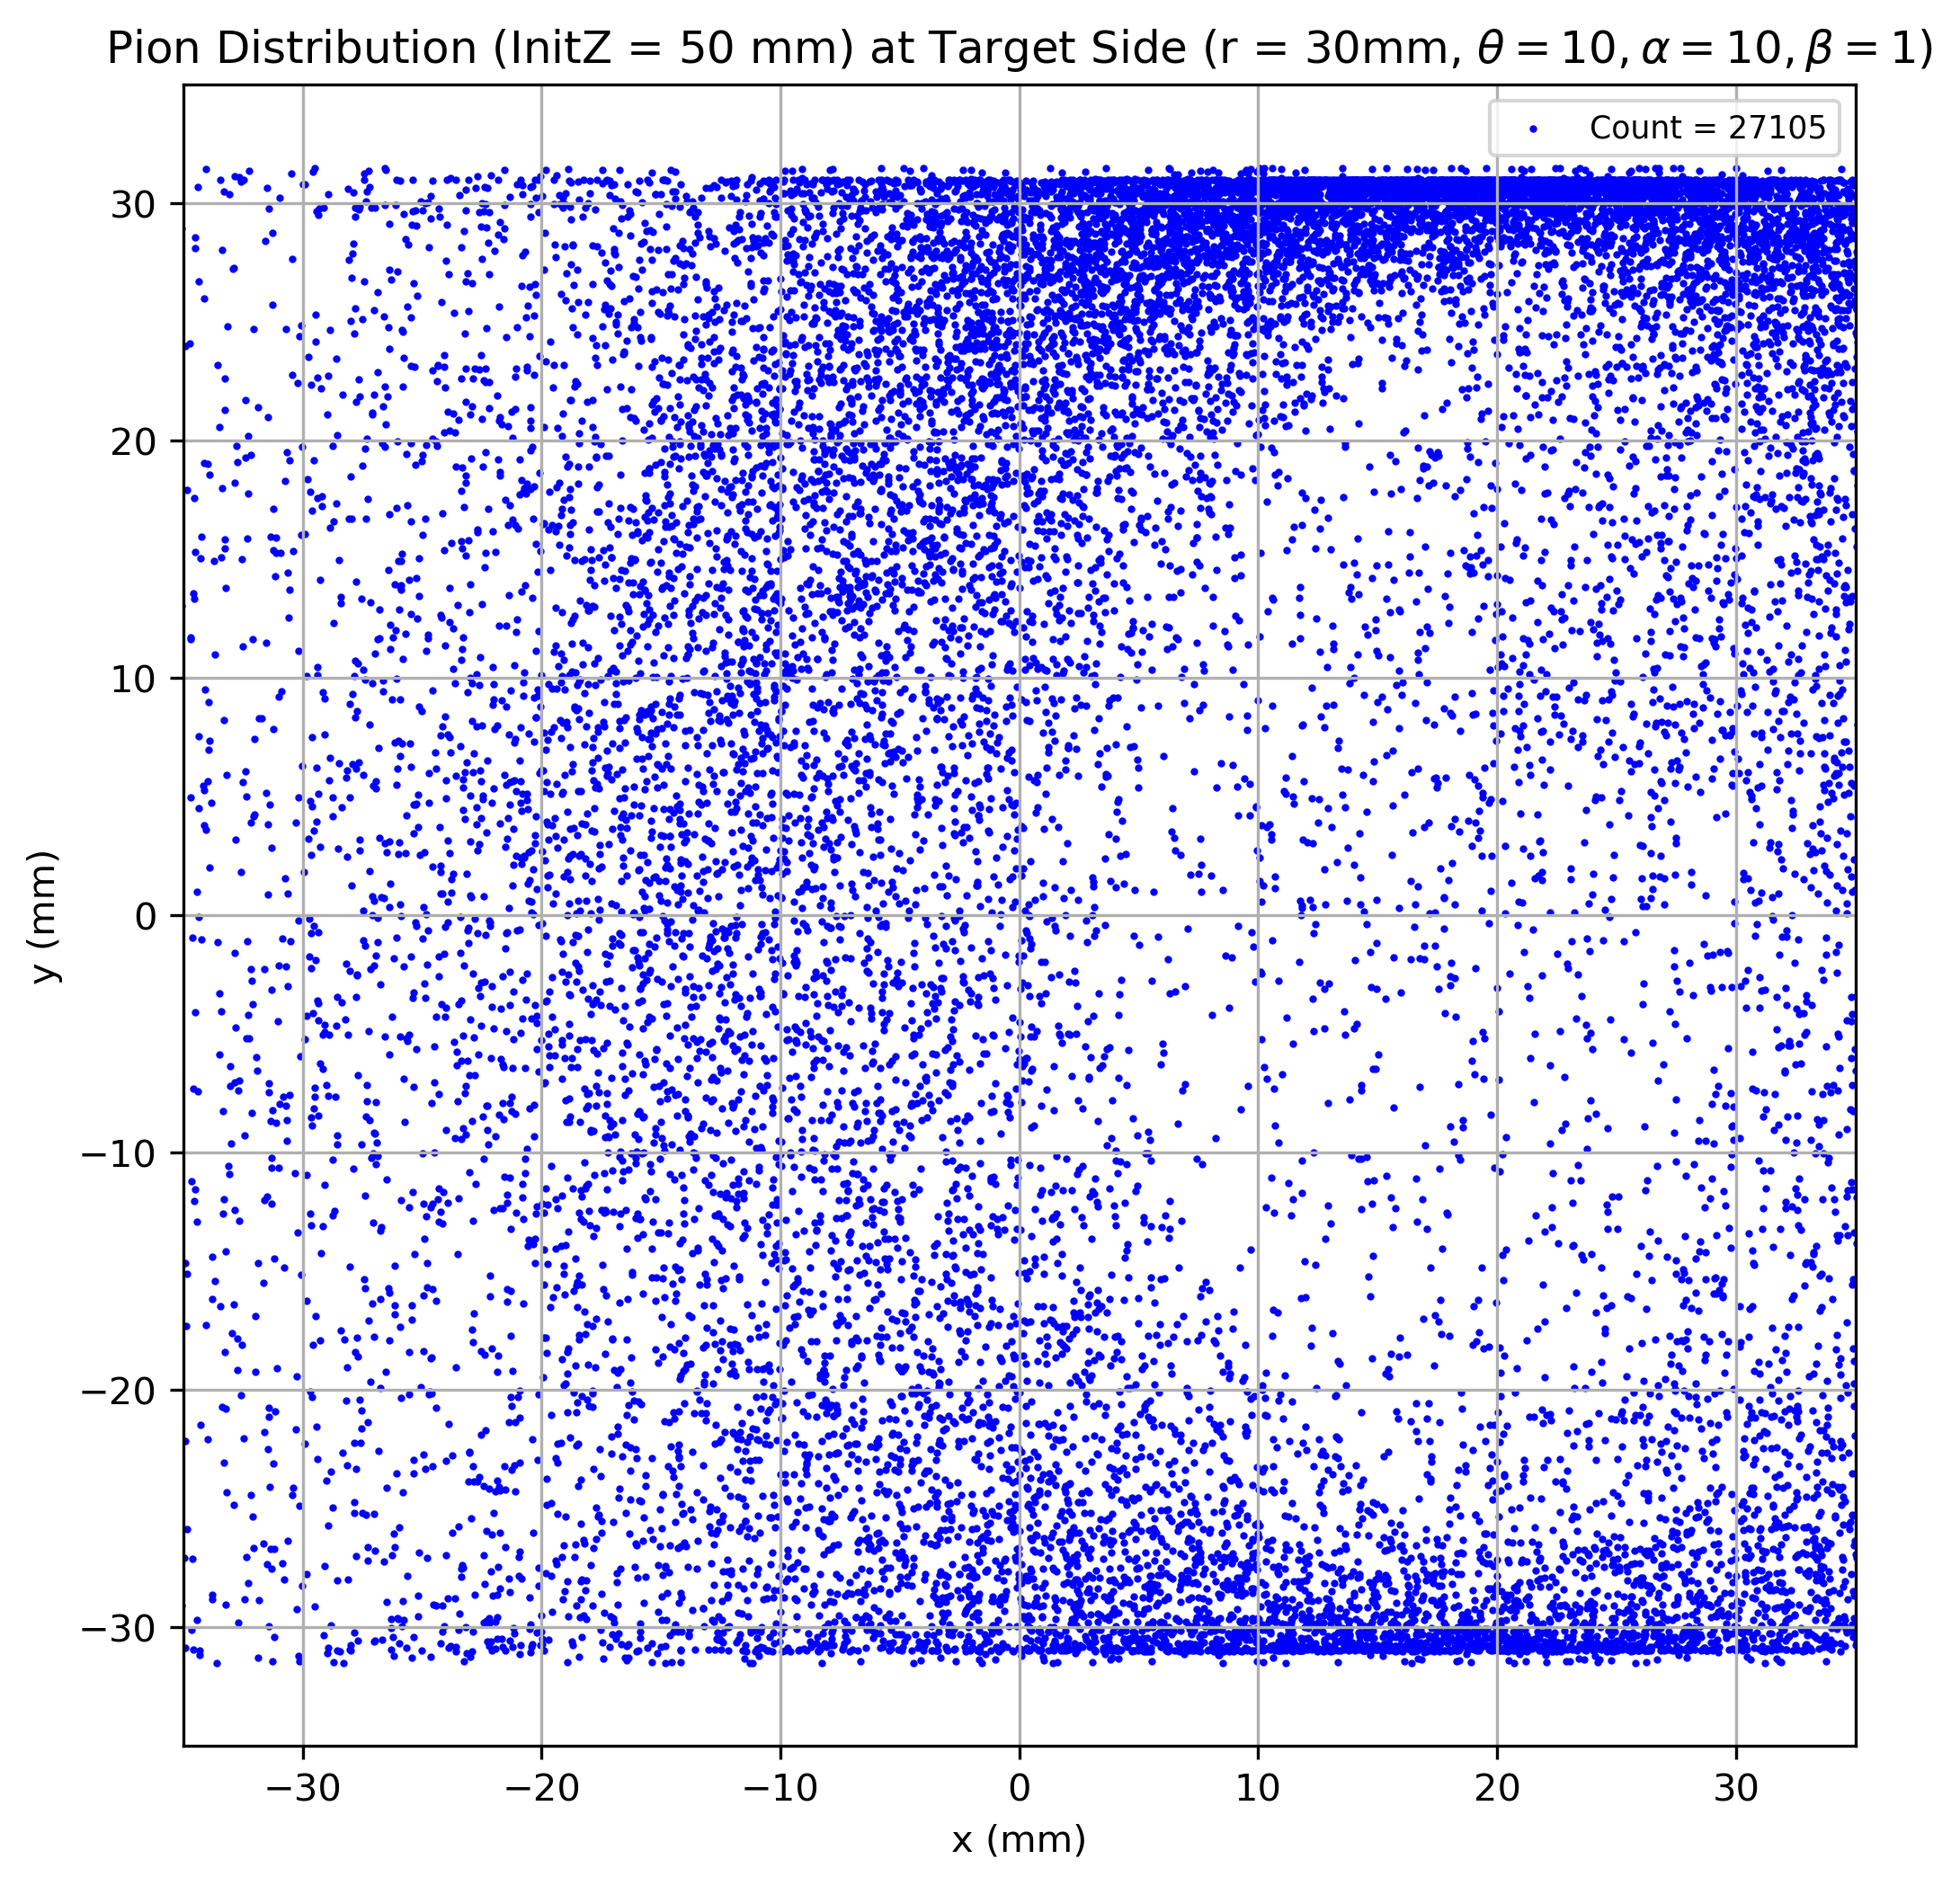 Pion Distribution (InitZ = 50 mm) at Target Side (r = 30mm, θ = 10, α = 10, β = 1)
Count = 27105
30
20
10
0
−10
−20
−30
y (mm)
−30 −20 −10 0 10 20 30
x (mm)